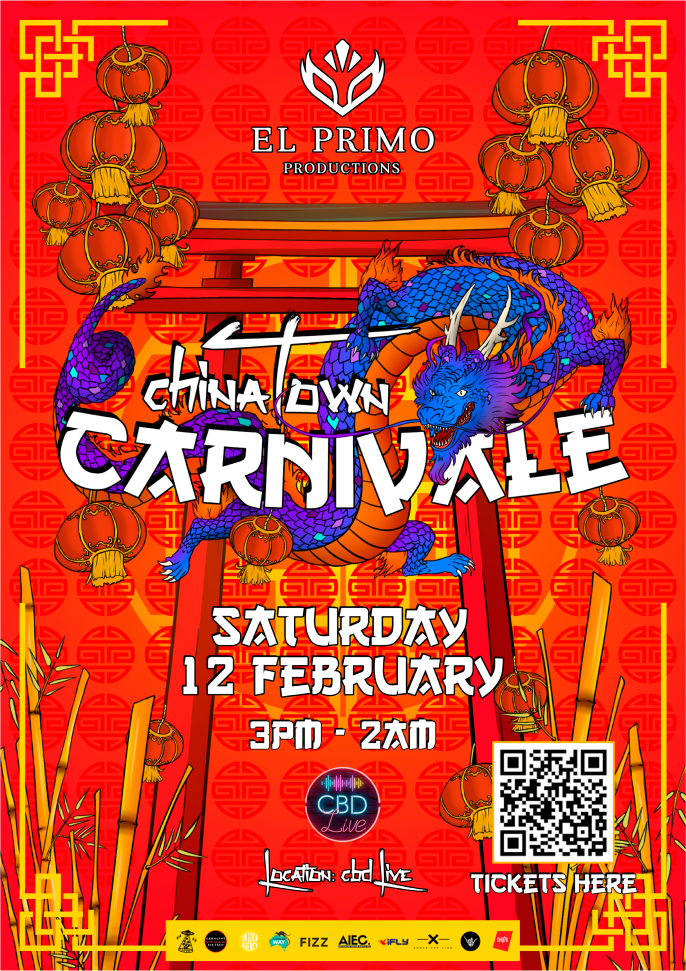 EL PRIMO
PRODUCTIONS
chinaTown
CARNIVALE
SATURDAY
12 FEBRUARY
3PM - 2AM
CBD
Live
Location: cbd Live
TICKETS HERE
WAY FIZZ AIEC iFLY